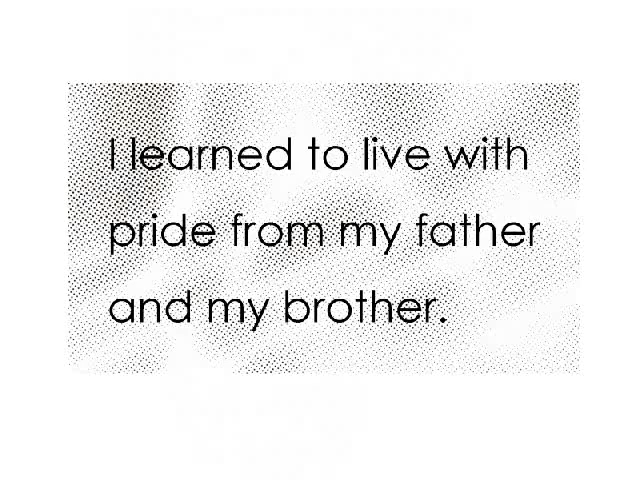 I learned to live with
pride from my father
and my brother.